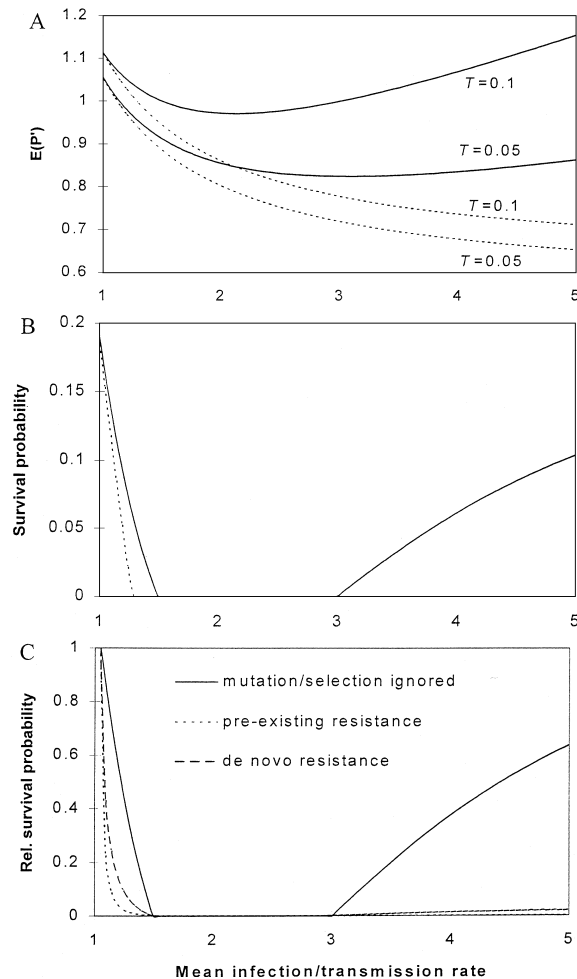 A
1.2
1.1
1
0.9
0.8
0.7
0.6
E(P')
T=0.1
T=0.05
T=0.1
T=0.05
1 2 3 4 5
B
0.2
0.15
0.1
0.05
0
Survival probability
1 2 3 4 5
C
1
0.8
0.6
0.4
0.2
0
Rel. survival probability
mutation/selection ignored
pre-existing resistance
de novo resistance
1 2 3 4 5
Mean infection/transmission rate